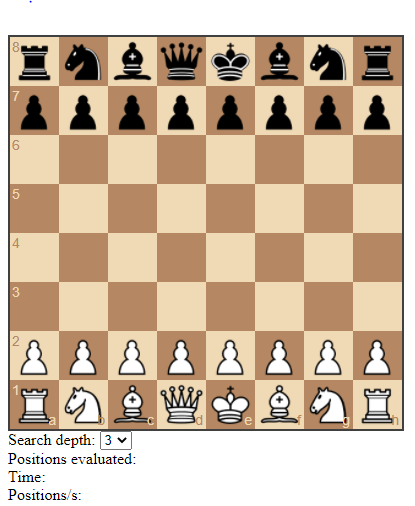 8
7
6
5
4
3
2
1
a b c d e f g h
Search depth: 3
Positions evaluated:
Time:
Positions/s: